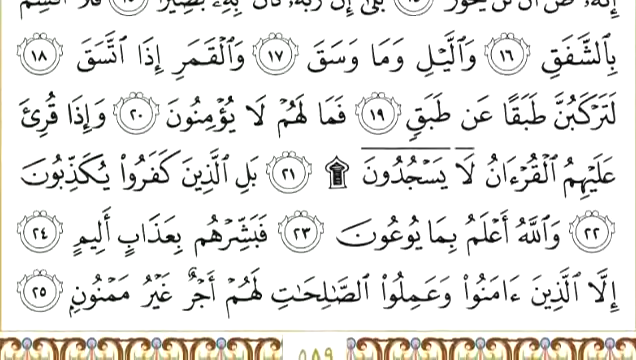 إِنَّهُۥ ظَنَّ أَن لَّن يَحُورَ ١٤ بَلَىٰٓ إِنَّ رَبَّهُۥ كَانَ بِهِۦ بَصِيرٗا ١٥ فَلَآ أُقۡسِمُ
بِٱلشَّفَقِ ١٦ وَٱلَّيۡلِ وَمَا وَسَقَ ١٧ وَٱلۡقَمَرِ إِذَا ٱتَّسَقَ ١٨
لَتَرۡكَبُنَّ طَبَقًا عَن طَبَقٖ ١٩ فَمَا لَهُمۡ لَا يُؤۡمِنُونَ ٢٠ وَإِذَا قُرِئَ
عَلَيۡهِمُ ٱلۡقُرۡءَانُ لَا يَسۡجُدُونَ۩ ٢١ بَلِ ٱلَّذِينَ كَفَرُواْ يُكَذِّبُونَ
٢٢ وَٱللَّهُ أَعۡلَمُ بِمَا يُوعُونَ ٢٣ فَبَشِّرۡهُم بِعَذَابٍ أَلِيمٍ ٢٤
إِلَّا ٱلَّذِينَ ءَامَنُواْ وَعَمِلُواْ ٱلصَّٰلِحَٰتِ لَهُمۡ أَجۡرٌ غَيۡرُ مَمۡنُونِۭ ٢٥
٥٨٩